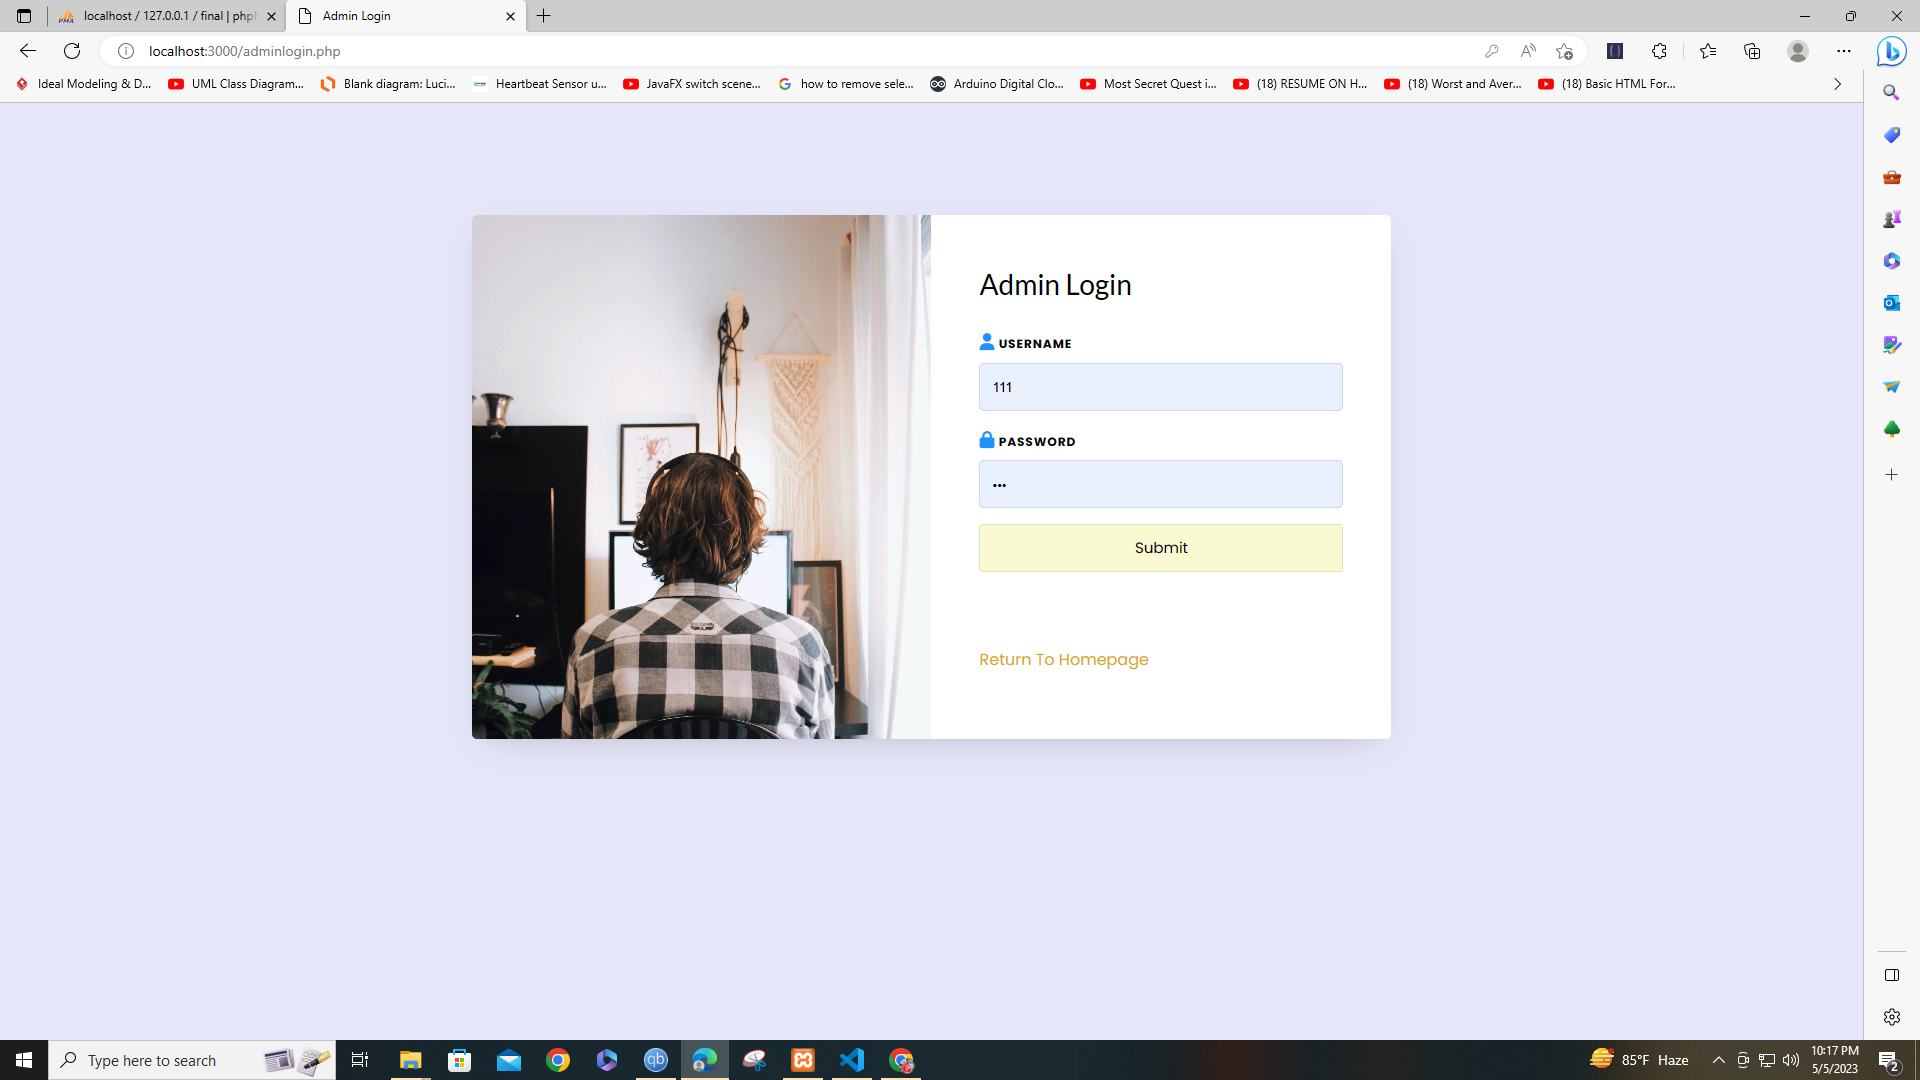 localhost / 127.0.0.1 / final | php
Admin Login
localhost:3000/adminlogin.php
Ideal Modeling & D...
UML Class Diagram...
Blank diagram: Luci...
Heartbeat Sensor u...
JavaFX switch scene...
how to remove sele...
Arduino Digital Clo...
Most Secret Quest i...
(18) RESUME ON H...
(18) Worst and Aver...
(18) Basic HTML For...
Admin Login
USERNAME
111
PASSWORD
•••
Submit
Return To Homepage
Type here to search
85°F Haze
10:17 PM
5/5/2023
2